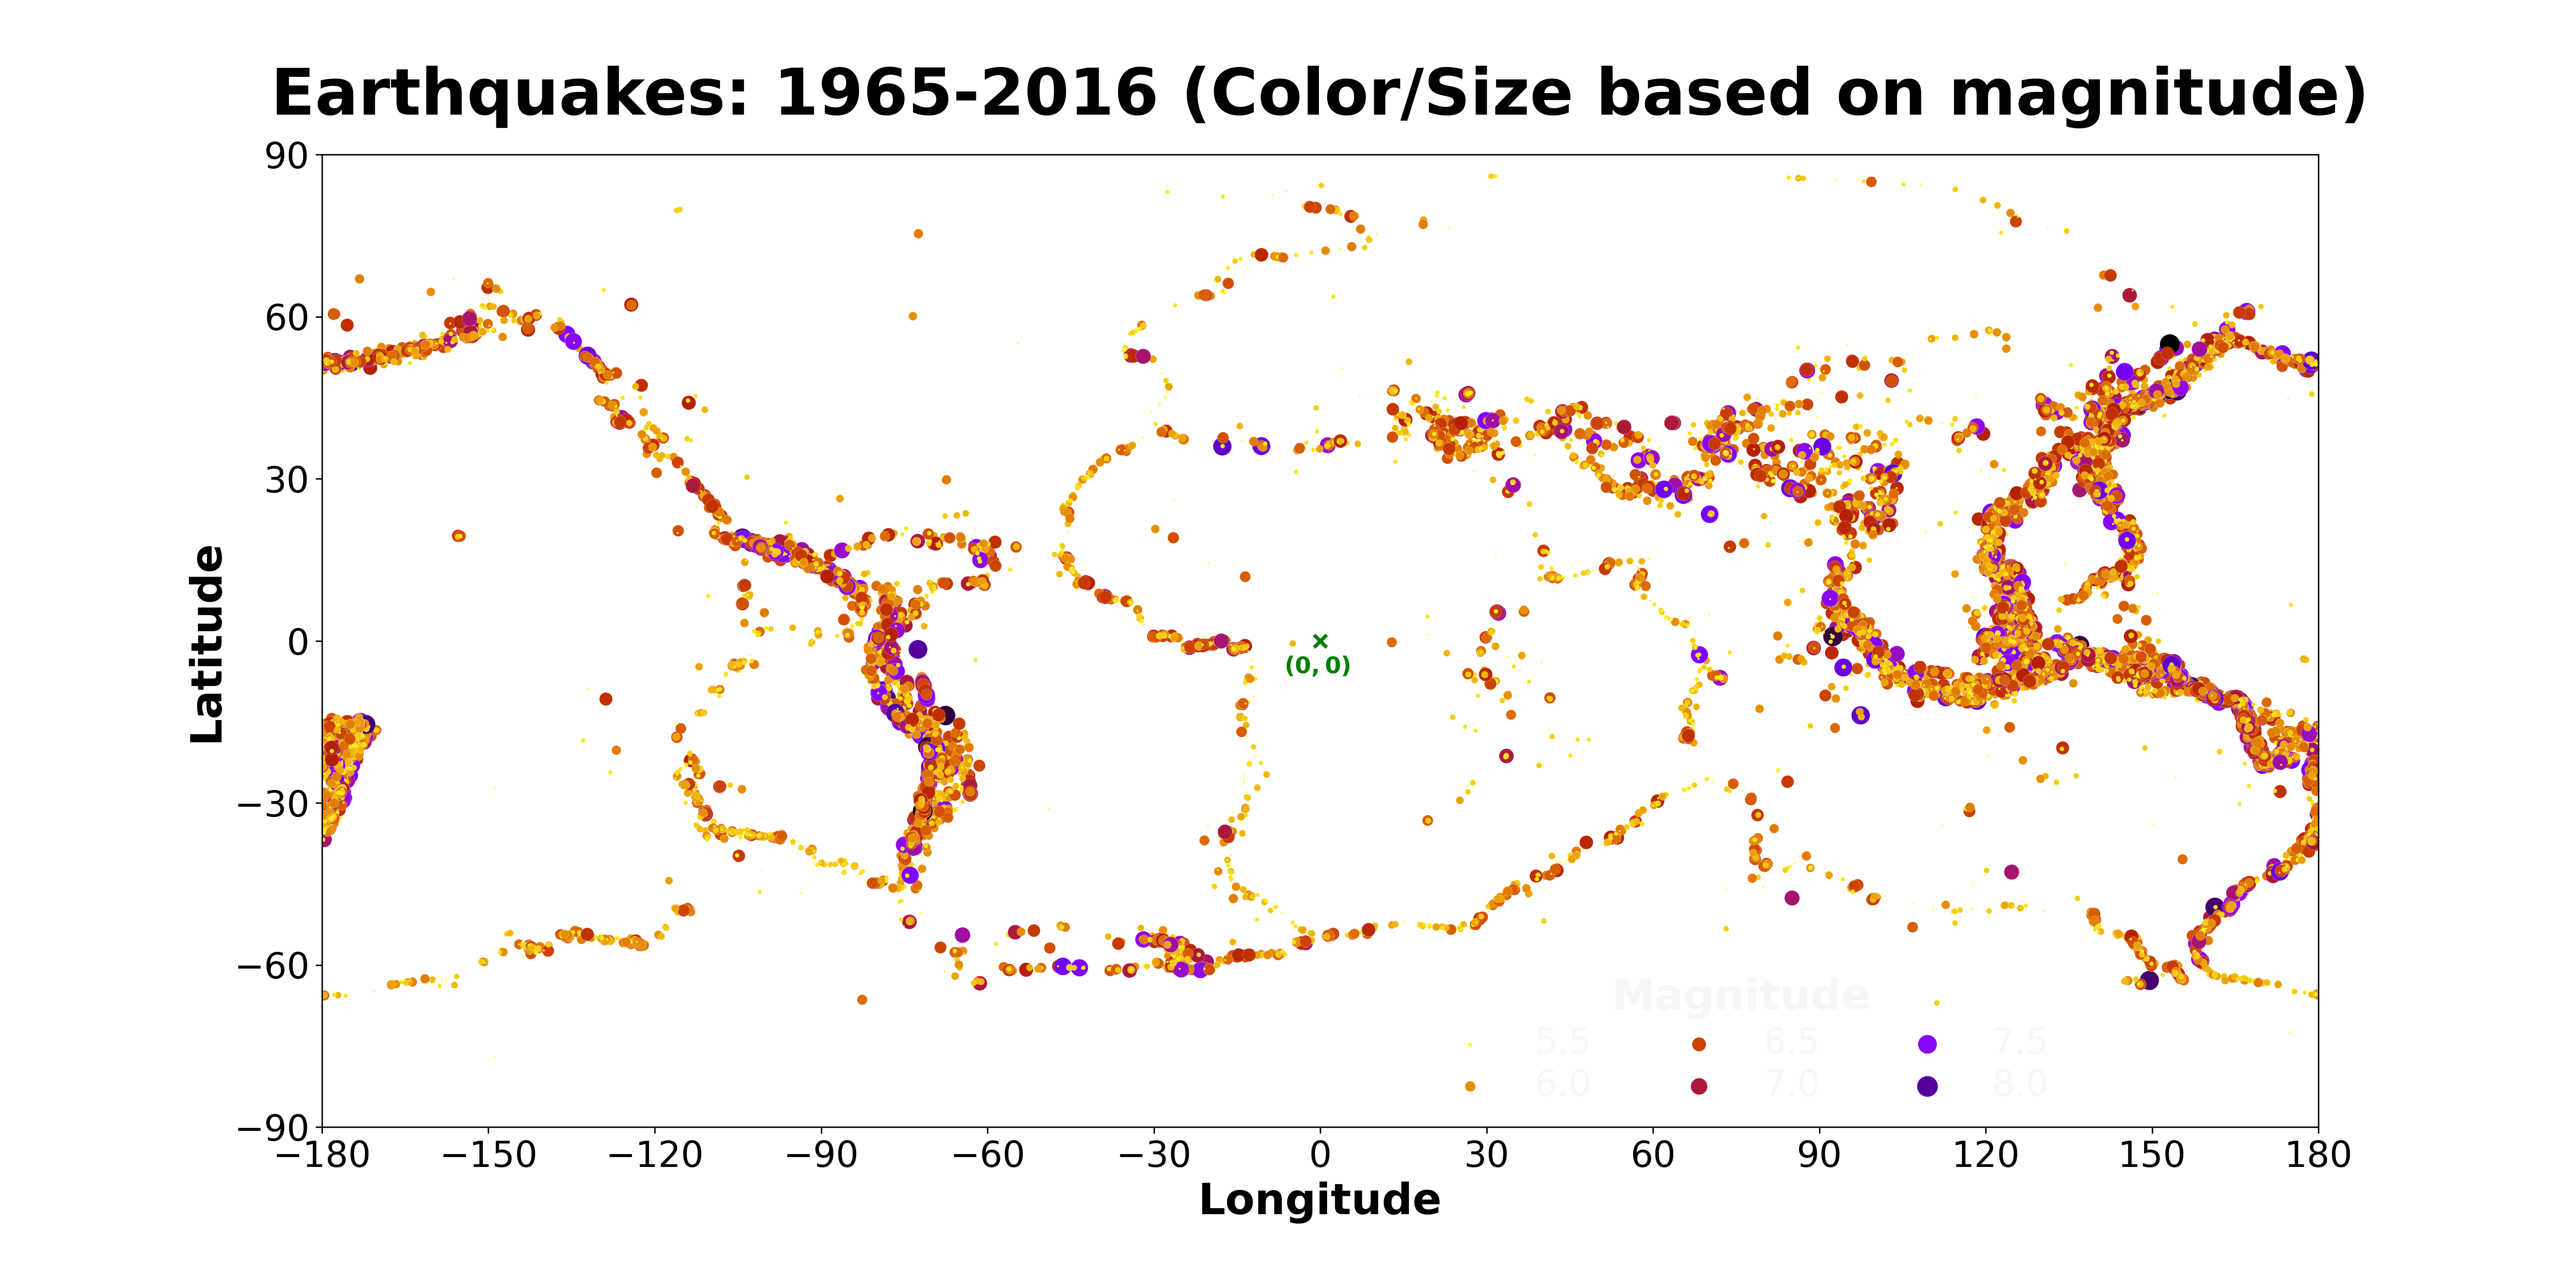 Earthquakes: 1965-2016 (Color/Size based on magnitude)
90
60
30
0
−30
−60
−90
Latitude
(0, 0)
Magnitude
5.5 6.5 7.5
6.0 7.0 8.0
−180 −150 −120 −90 −60 −30 0 30 60 90 120 150 180
Longitude